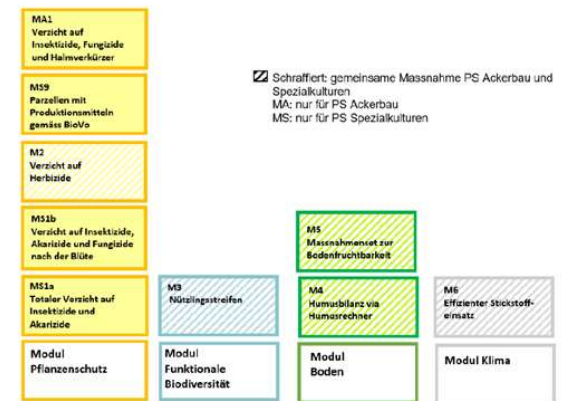 MA1
Verzicht auf
Insektizide, Fungizide
und Halmverkürzer
MS9
Parzellen mit
Produktionsmitteln
gemäss BioVo
M2
Verzicht auf
Herbizide
MS1b
Verzicht auf Insektizide,
Akarizide und Fungizide
nach der Blüte
MS1a
Totaler Verzicht auf
Insektizide und
Akarizide
Modul
Pflanzenschutz
Schraffiert: gemeinsame Massnahme PS Ackerbau und
Spezialkulturen
MA: nur für PS Ackerbau
MS: nur für PS Spezialkulturen
M3
Nützlingsstreifen
Modul
Funktionale
Biodiversität
M5
Massnahmenset zur
Bodenfruchtbarkeit
M4
Humusbilanz via
Humusrechner
Modul
Boden
M6
Effizienter Stickstoff-
einsatz
Modul Klima